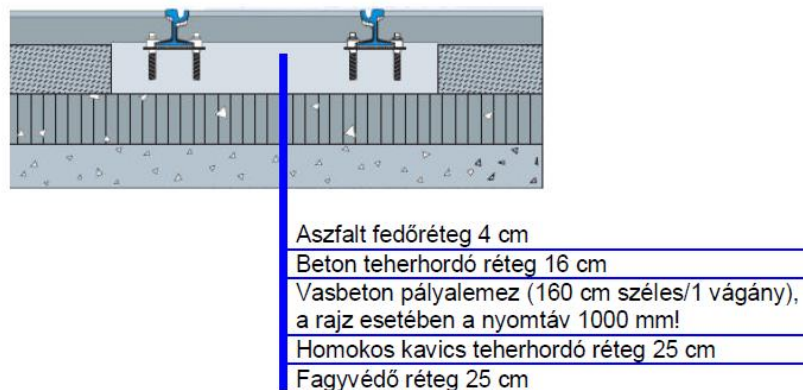 Aszfalt fedőréteg 4 cm
Beton teherhordó réteg 16 cm
Vasbeton pályalemez (160 cm széles/1 vágány),
a rajz esetében a nyomtáv 1000 mm!
Homokos kavics teherhordó réteg 25 cm
Fagyvédő réteg 25 cm